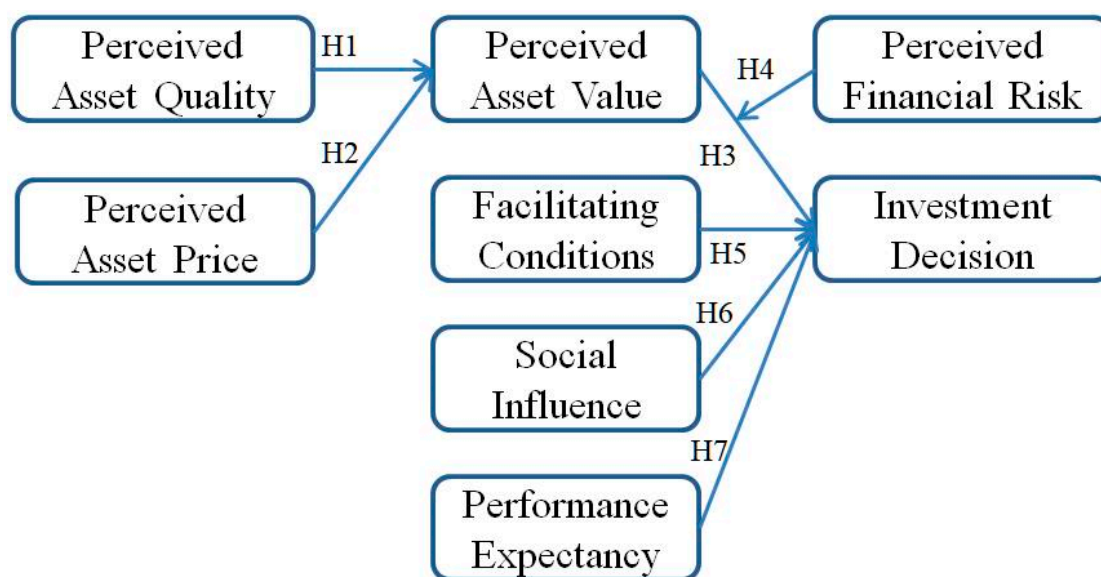 Perceived
Asset Quality
H1
Perceived
Asset Value
H4
Perceived
Financial Risk
H2
H3
Perceived
Asset Price
Facilitating
Conditions
H5
Investment
Decision
H6
Social
Influence
H7
Performance
Expectancy